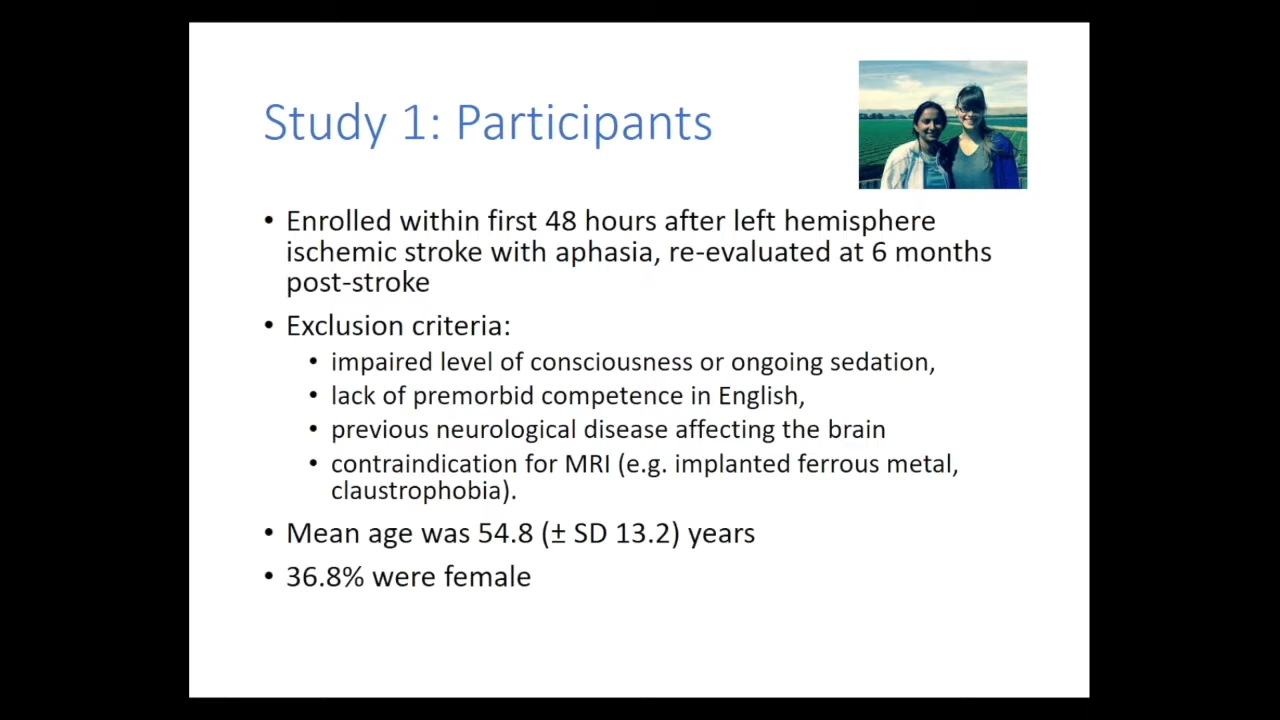 Study 1: Participants
• Enrolled within first 48 hours after left hemisphere
ischemic stroke with aphasia, re-evaluated at 6 months
post-stroke
• Exclusion criteria:
• impaired level of consciousness or ongoing sedation,
• lack of premorbid competence in English,
• previous neurological disease affecting the brain
• contraindication for MRI (e.g. implanted ferrous metal,
claustrophobia).
• Mean age was 54.8 (± SD 13.2) years
• 36.8% were female